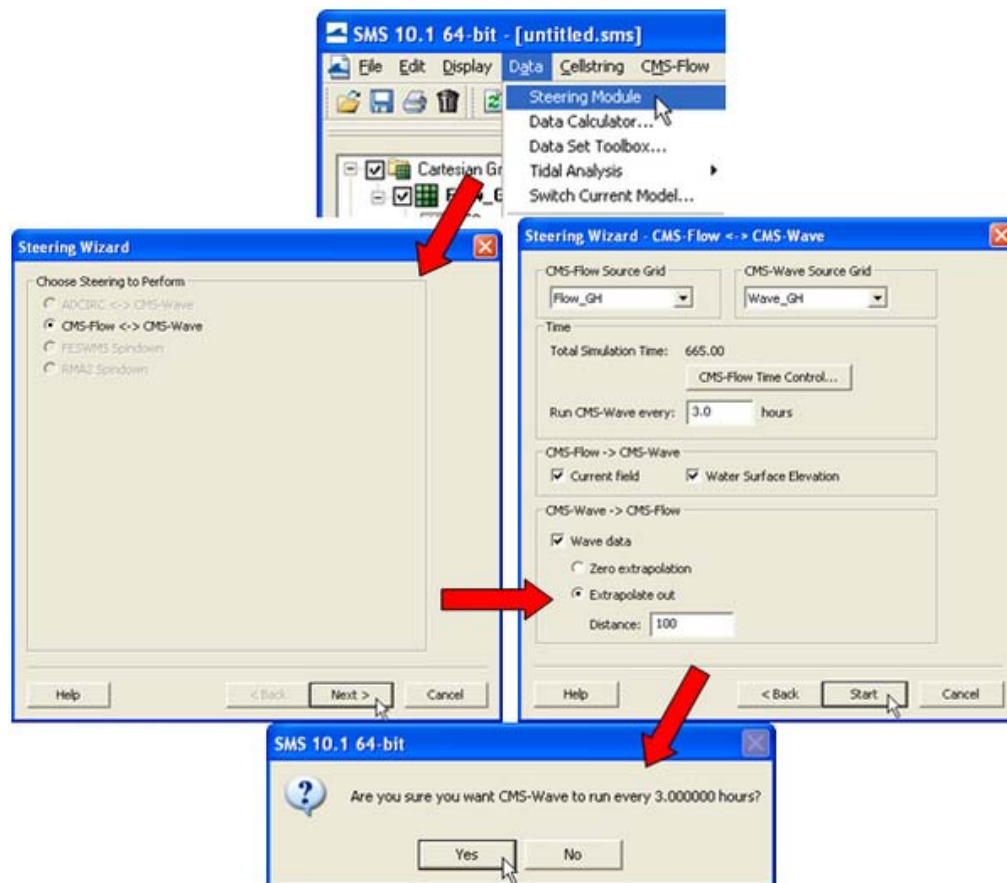 SMS 10.1 64-bit - [untitled.sms]
File Edit Display Data Cellstring CMS-Flow
Steering Module
Data Calculator...
Data Set Toolbox...
Tidal Analysis
Switch Current Model...
Cartesian Gr
Steering Wizard
Choose Steering to Perform
ADCIRC <-> CMS-Wave
CMS-Flow <-> CMS-Wave
FESWMS Spindown
RMA2 Spindown
Help < Back Next > Cancel
Steering Wizard - CMS-Flow <-> CMS-Wave
CMS-Flow Source Grid CMS-Wave Source Grid
Flow_GH Wave_GH
Time
Total Simulation Time: 665.00
CMS-Flow Time Control...
Run CMS-Wave every: 3.0 hours
CMS-Flow -> CMS-Wave
Current field Water Surface Elevation
CMS-Wave -> CMS-Flow
Wave data
Zero extrapolation
Extrapolate out
Distance: 100
Help < Back Start Cancel
SMS 10.1 64-bit
Are you sure you want CMS-Wave to run every 3.000000 hours?
Yes No